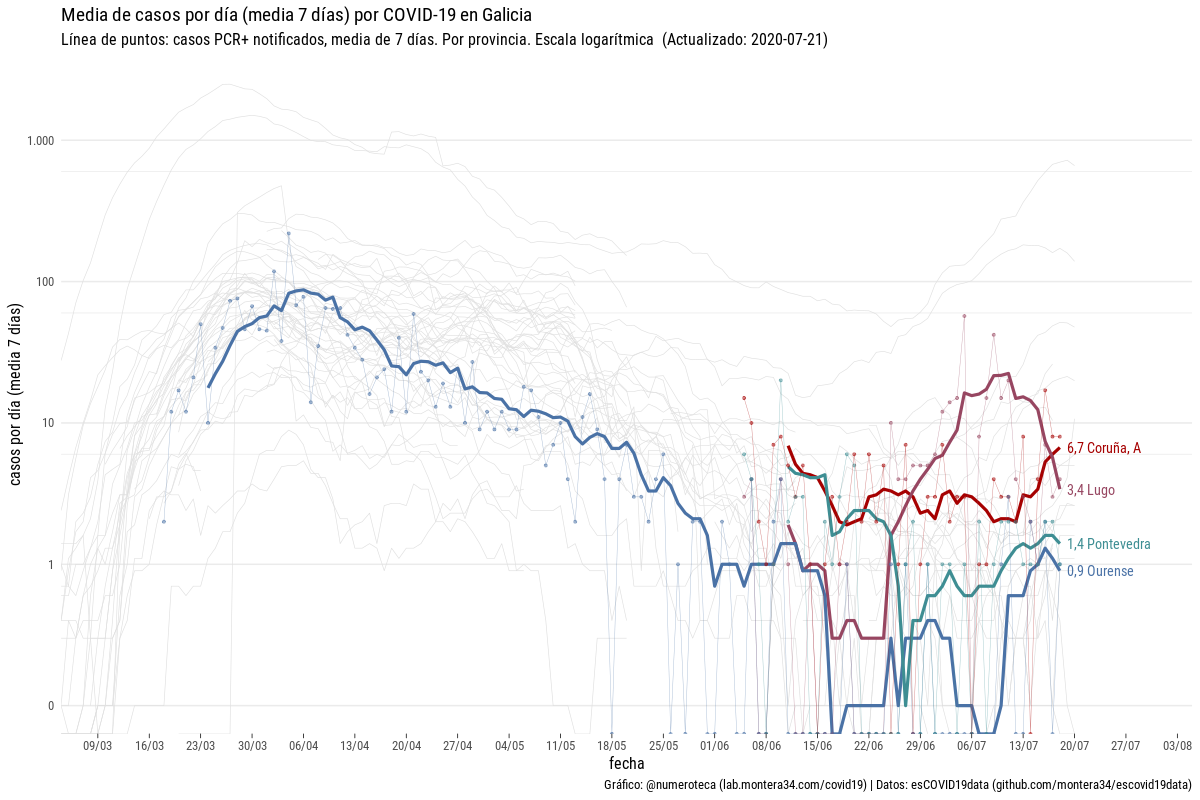 Media de casos por día (media 7 días) por COVID-19 en Galicia
Línea de puntos: casos PCR+ notificados, media de 7 días. Por provincia. Escala logarítmica (Actualizado: 2020-07-21)
casos por día (media 7 días)
1.000
100
10
1
0
6,7 Coruña, A
3,4 Lugo
1,4 Pontevedra
0,9 Ourense
09/03 16/03 23/03 30/03 06/04 13/04 20/04 27/04 04/05 11/05 18/05 25/05 01/06 08/06 15/06 22/06 29/06 06/07 13/07 20/07 27/07 03/08
fecha
Gráfico: @numeroteca (lab.montera34.com/covid19) | Datos: esCOVID19data (github.com/montera34/escovid19data)